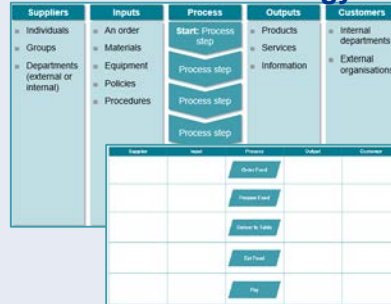 Suppliers
Inputs
Process
Outputs
Customers
Individuals
Groups
Departments
(external or
internal)
An order
Materials
Equipment
Policies
Procedures
Start: Process
step
Process step
Process step
Process step
Products
Services
Information
Internal
departments
External
organisations
Supplier
Input
Process
Output
Customer
Order Food
Prepare Food
Deliver to Table
Eat Food
Pay